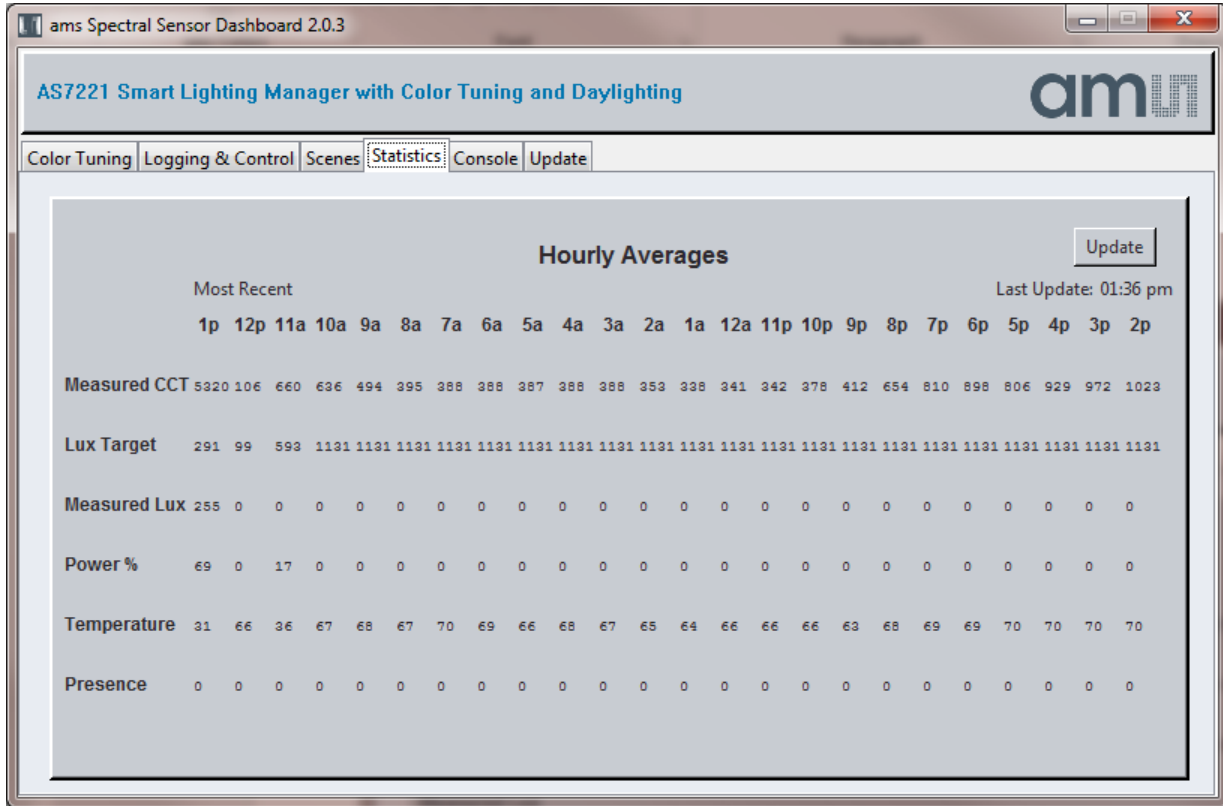 ams Spectral Sensor Dashboard 2.0.3
AS7221 Smart Lighting Manager with Color Tuning and Daylighting
am
Color Tuning Logging & Control Scenes Statistics Console Update
Hourly Averages
Update
Most Recent
Last Update: 01:36 pm
1p 12p 11a 10a 9a 8a 7a 6a 5a 4a 3a 2a 1a 12a 11p 10p 9p 8p 7p 6p 5p 4p 3p 2p
Measured CCT 5320 106 660 636 494 395 388 388 387 388 388 353 338 341 342 378 412 654 810 898 806 929 972 1023
Lux Target 291 99 593 1131 1131 1131 1131 1131 1131 1131 1131 1131 1131 1131 1131 1131 1131 1131 1131 1131 1131 1131 1131 1131
Measured Lux 255 0 0 0 0 0 0 0 0 0 0 0 0 0 0 0 0 0 0 0 0 0 0 0
Power % 69 0 17 0 0 0 0 0 0 0 0 0 0 0 0 0 0 0 0 0 0 0 0 0
Temperature 31 66 36 67 68 67 70 69 66 68 67 65 64 66 66 66 63 68 69 69 70 70 70 70
Presence 0 0 0 0 0 0 0 0 0 0 0 0 0 0 0 0 0 0 0 0 0 0 0 0